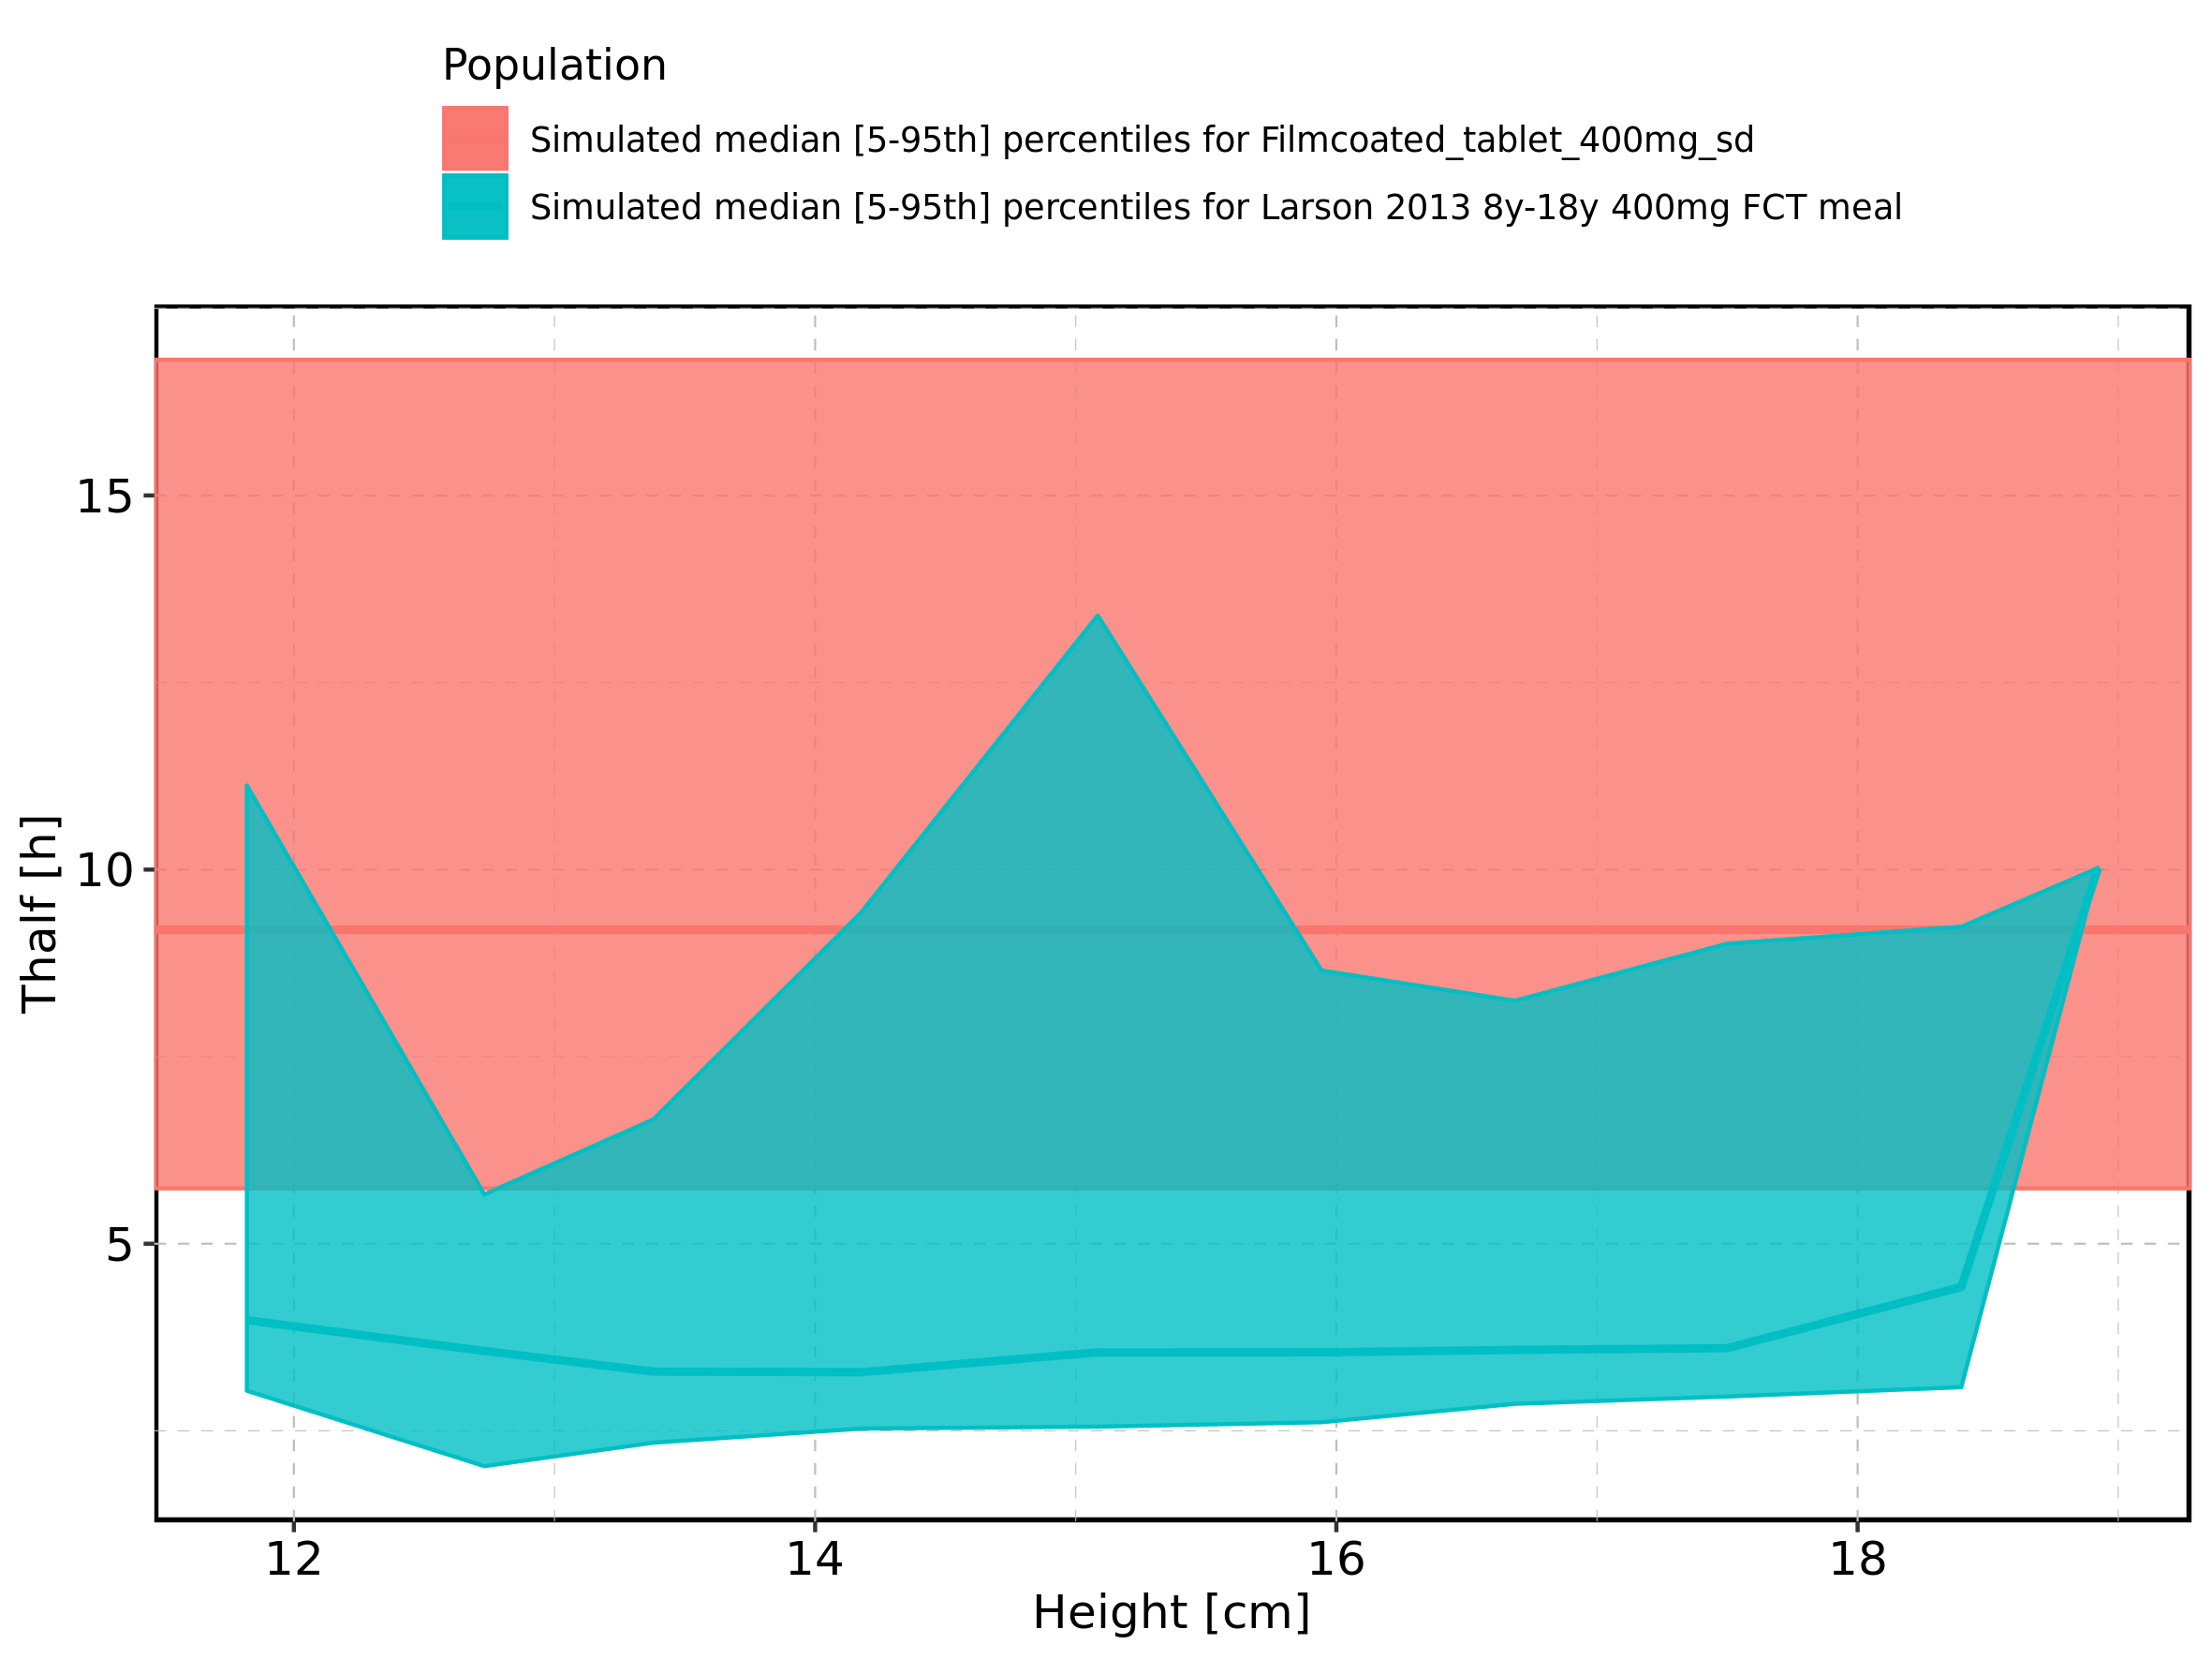 Population
Simulated median [5-95th] percentiles for Filmcoated_tablet_400mg_sd
Simulated median [5-95th] percentiles for Larson 2013 8y-18y 400mg FCT meal
15
10
5
Thalf [h]
12 14 16 18
Height [cm]